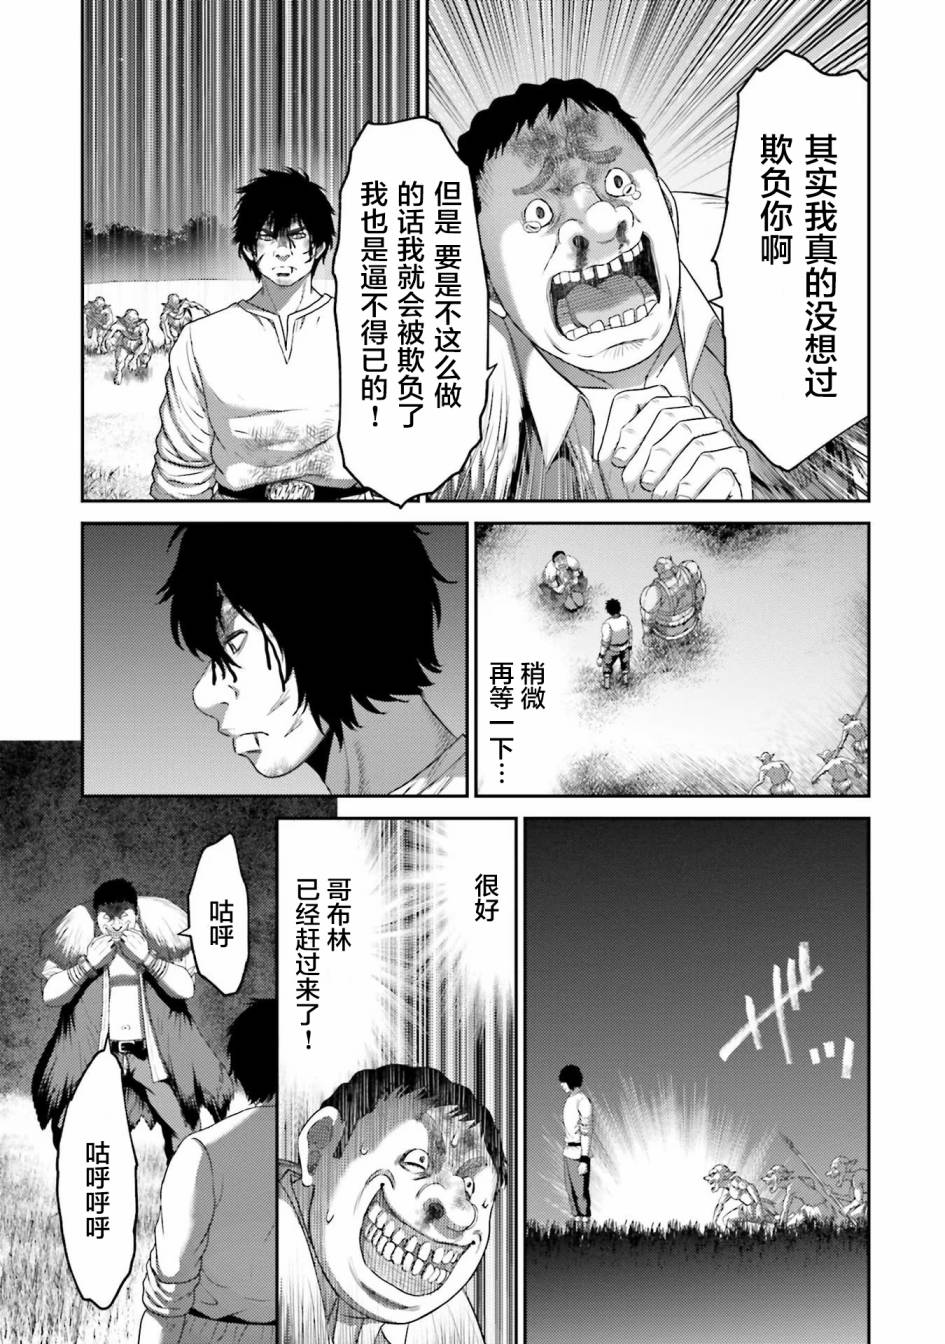 其实我真的没想过
欺负你啊
但是 要是不这么做
的话我就会被欺负了
我也是逼不得已的！
稍微
再等一下…
ザッ
很好
哥布林
已经赶过来了！
咕呼
咕呼呼呼